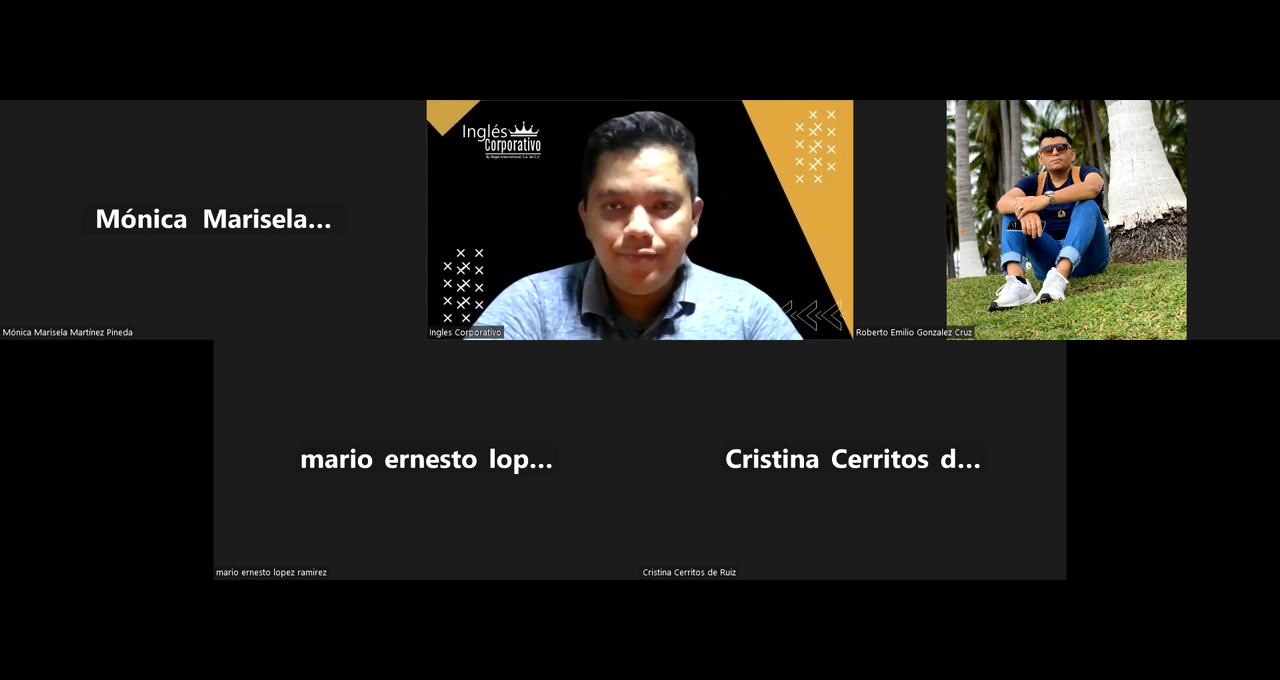 Mónica Marisela...
Mónica Marisela Martínez Pineda
Inglés
Corporativo
Ingles Corporativo
Roberto Emilio Gonzalez Cruz
mario ernesto lop...
mario ernesto lopez ramirez
Cristina Cerritos d...
Cristina Cerritos de Ruiz